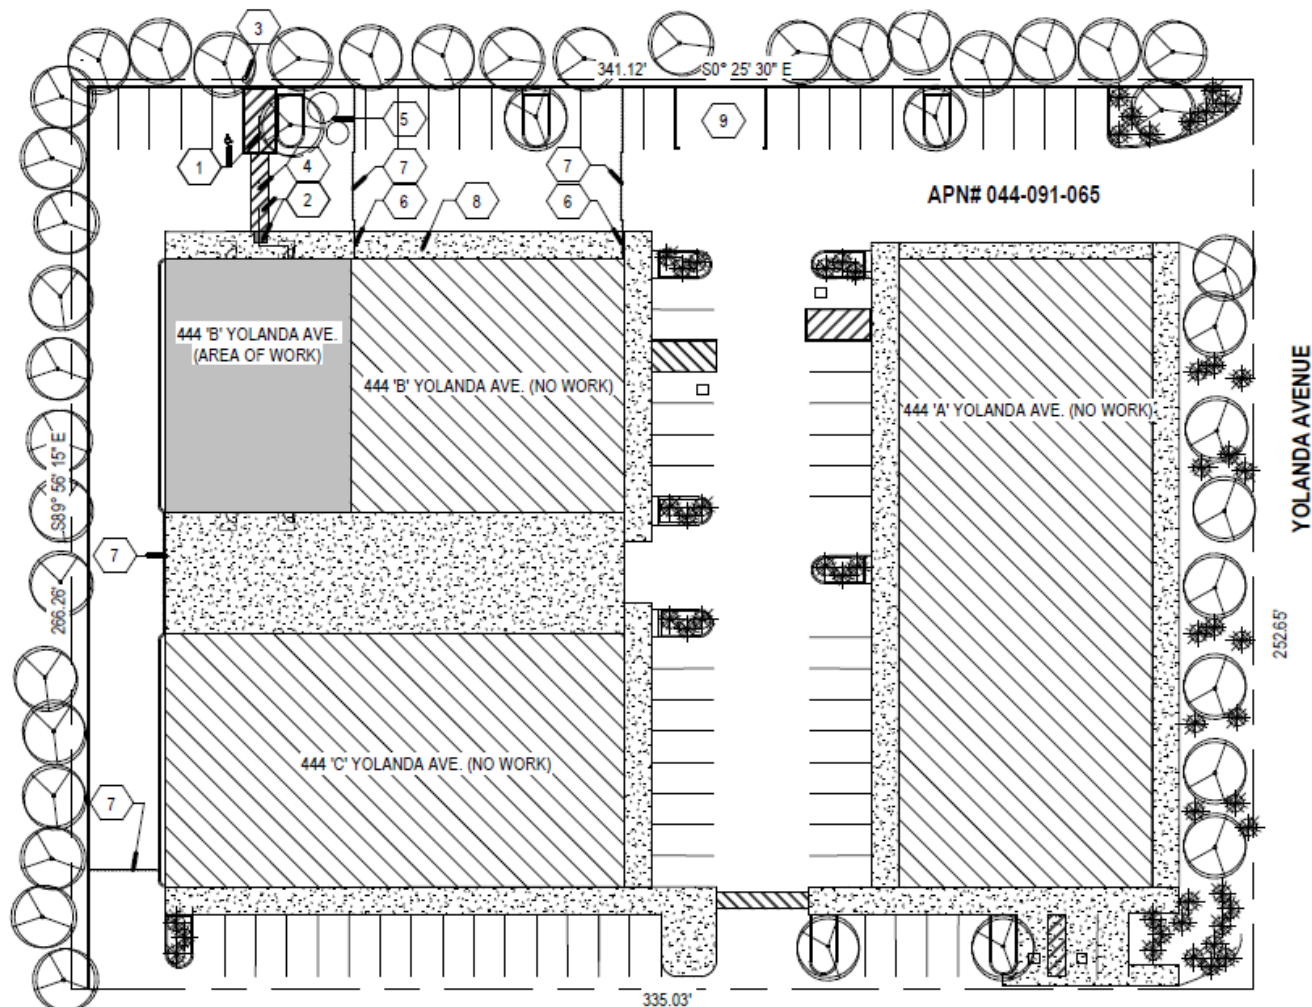 3
341.12' S0° 25' 30" E
5
9
1
4
7
7
2
6
8
6
APN# 044-091-065
444 'B' YOLANDA AVE.
(AREA OF WORK)
444 'B' YOLANDA AVE. (NO WORK)
444 'A' YOLANDA AVE. (NO WORK)
YOLANDA AVENUE
S89° 56' 15" E
266.26'
7
252.65'
444 'C' YOLANDA AVE. (NO WORK)
7
335.03'